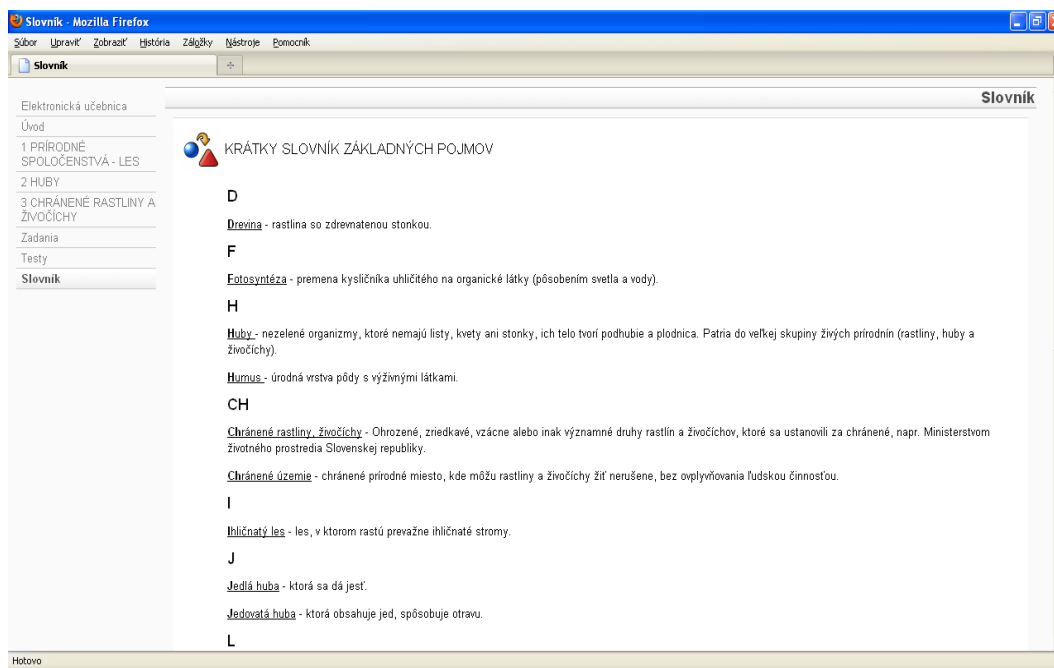 Slovník - Mozilla Firefox
Súbor Upraviť Zobraziť História Záložky Nástroje Pomocník
Slovník
Slovník
Elektronická učebnica
Úvod
1 PRÍRODNÉ
SPOLOČENSTVÁ - LES
2 HUBY
3 CHRÁNENÉ RASTLINY A
ŽIVOČÍCHY
Zadania
Testy
Slovník
KRÁTKY SLOVNÍK ZÁKLADNÝCH POJMOV
D
Drevina - rastlina so zdrevnatenou stonkou.
F
Fotosyntéza - premena kysličníka uhličitého na organické látky (pôsobením svetla a vody).
H
Huby - nezelené organizmy, ktoré nemajú listy, kvety ani stonky, ich telo tvorí podhubie a plodnica. Patria do veľkej skupiny živých prírodnín (rastliny, huby a
živočíchy).
Humus - úrodná vrstva pôdy s výživnými látkami.
CH
Chránené rastliny, živočíchy - Ohrozené, zriedkavé, vzácne alebo inak významné druhy rastlín a živočíchov, ktoré sa ustanovili za chránené, napr. Ministerstvom
životného prostredia Slovenskej republiky.
Chránené územie - chránené prírodné miesto, kde môžu rastliny a živočíchy žiť nerušene, bez ovplyvňovania ľudskou činnosťou.
I
Ihličnatý les - les, v ktorom rastú prevažne ihličnaté stromy.
J
Jedlá huba - ktorá sa dá jesť.
Jedovatá huba - ktorá obsahuje jed, spôsobuje otravu.
L
Hotovo